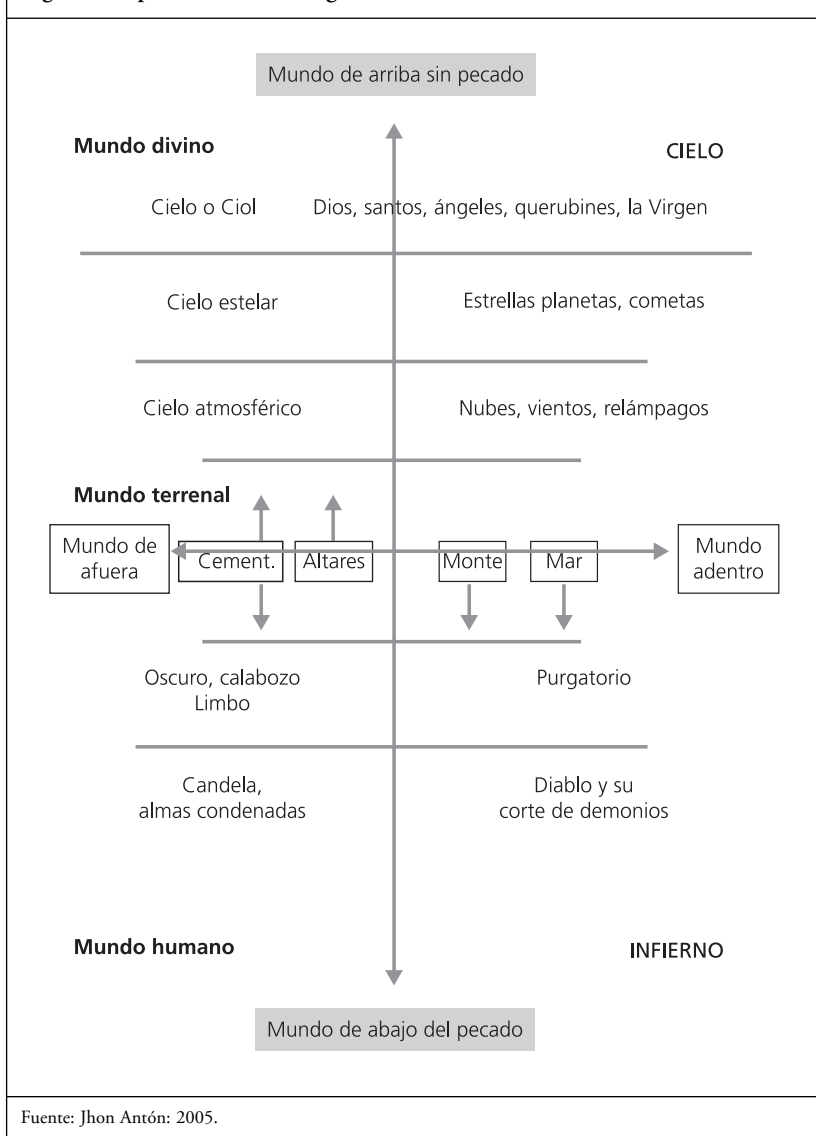 Mundo de arriba sin pecado
Mundo divino
CIELO
Cielo o Ciol
Dios, santos, ángeles, querubines, la Virgen
Cielo estelar
Estrellas planetas, cometas
Cielo atmosférico
Nubes, vientos, relámpagos
Mundo terrenal
Mundo de
afuera
Cement.
Altares
Monte
Mar
Mundo
adentro
Oscuro, calabozo
Limbo
Purgatorio
Candela,
almas condenadas
Diablo y su
corte de demonios
Mundo humano
INFIERNO
Mundo de abajo del pecado
Fuente: Jhon Antón: 2005.